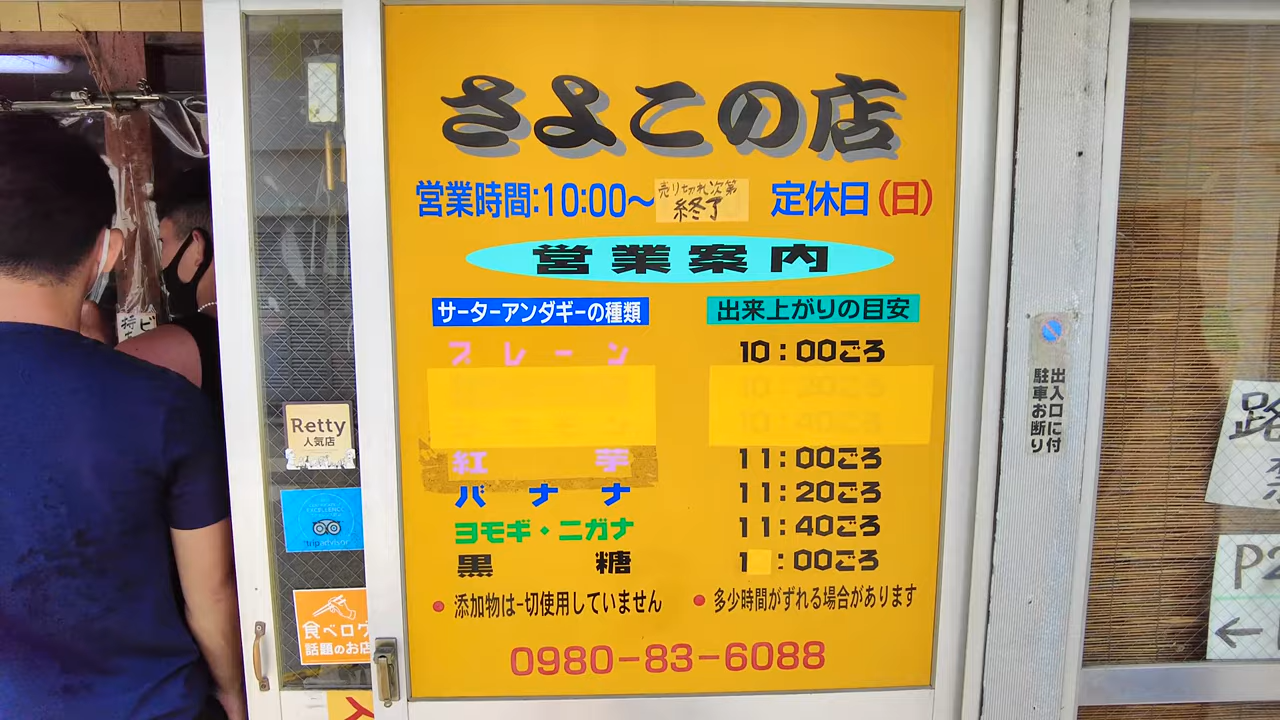 さよこの店
営業時間:10:00〜売り切れ次第終了 定休日(日)
営業案内
サーターアンダギーの種類 出来上がりの目安
プレーン 10:00ごろ
紅芋 11:00ごろ
バナナ 11:20ごろ
ヨモギ・ニガナ 11:40ごろ
黒糖 1 :00ごろ
●添加物は一切使用していません ●多少時間がずれる場合があります
0980-83-6088
Retty
人気店
tripadvisor
食べログ
話題のお店
出入口に付
駐車お断り
路
P2
←